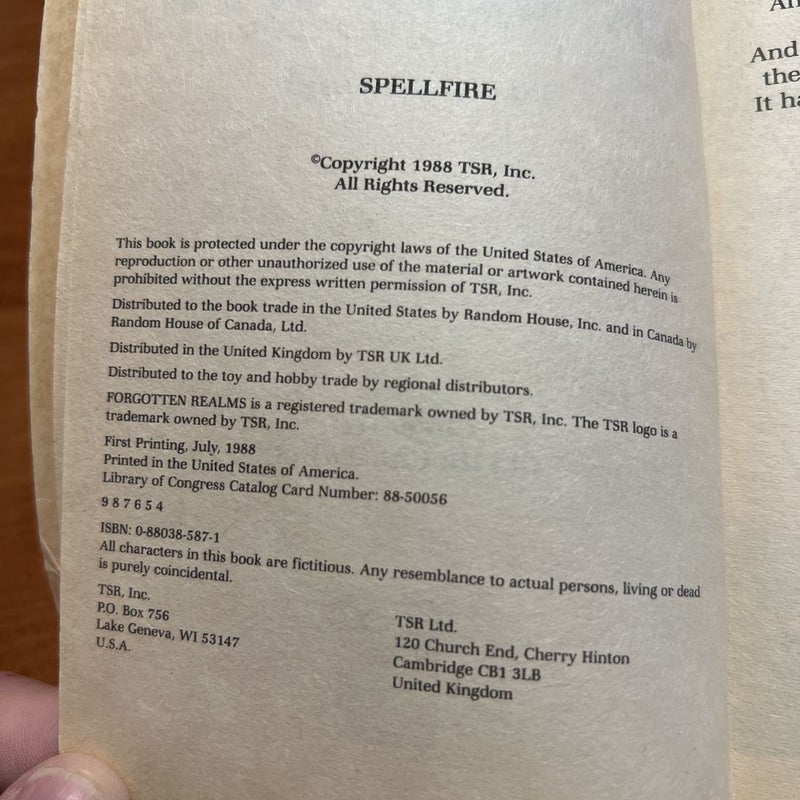 SPELLFIRE
©Copyright 1988 TSR, Inc.
All Rights Reserved.
This book is protected under the copyright laws of the United States of America. Any
reproduction or other unauthorized use of the material or artwork contained herein is
prohibited without the express written permission of TSR, Inc.
Distributed to the book trade in the United States by Random House, Inc. and in Canada by
Random House of Canada, Ltd.
Distributed in the United Kingdom by TSR UK Ltd.
Distributed to the toy and hobby trade by regional distributors.
FORGOTTEN REALMS is a registered trademark owned by TSR, Inc. The TSR logo is a
trademark owned by TSR, Inc.
First Printing, July, 1988
Printed in the United States of America.
Library of Congress Catalog Card Number: 88-50056
9 8 7 6 5 4
ISBN: 0-88038-587-1
All characters in this book are fictitious. Any resemblance to actual persons, living or dead
is purely coincidental.
TSR, Inc.
P.O. Box 756
Lake Geneva, WI 53147
U.S.A.
TSR Ltd.
120 Church End, Cherry Hinton
Cambridge CB1 3LB
United Kingdom
And
the
It